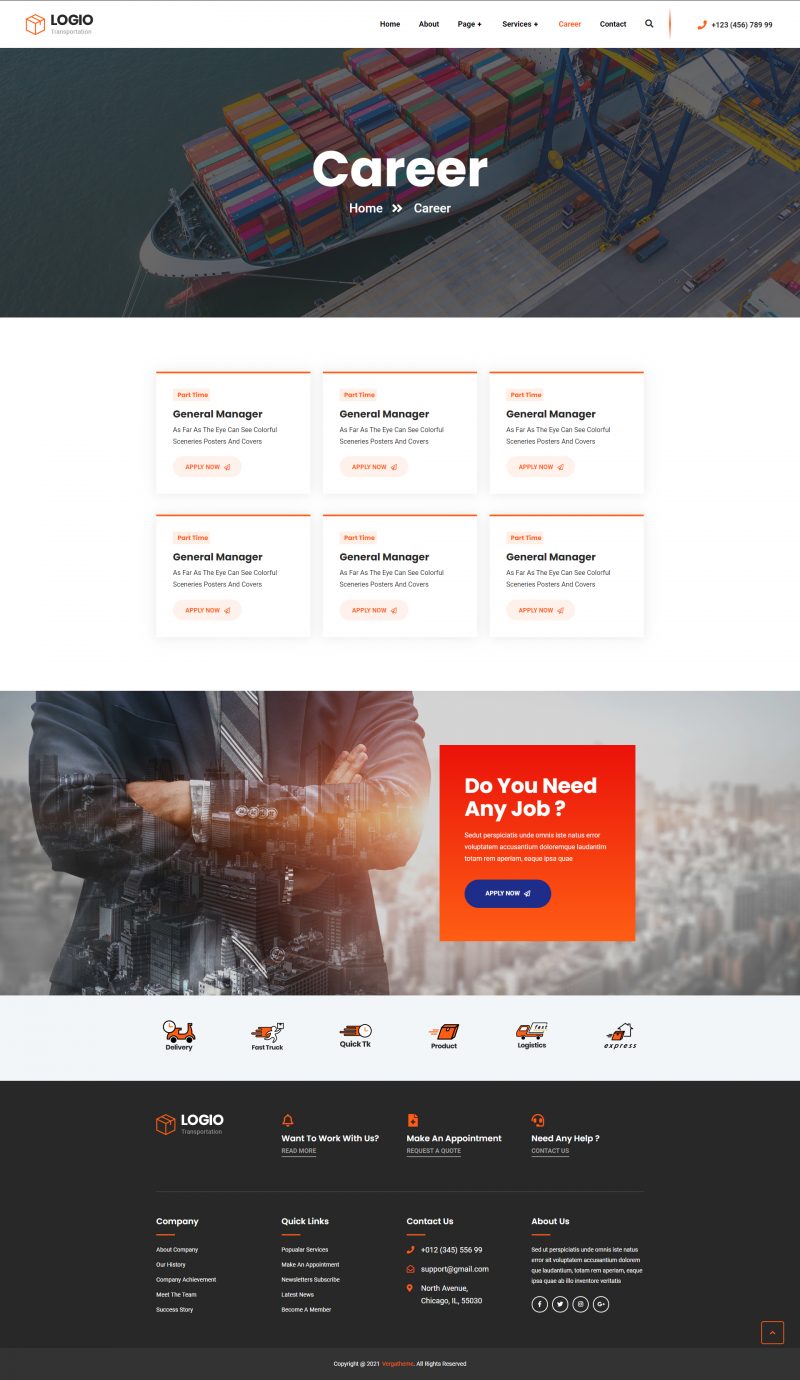 LOGIO
Transportation
Home About Page + Services + Career Contact +123 (456) 789 99
Career
Home Career
Part Time Part Time Part Time
General Manager General Manager General Manager
As Far As The Eye Can See Colorful As Far As The Eye Can See Colorful As Far As The Eye Can See Colorful
Sceneries Posters And Covers Sceneries Posters And Covers Sceneries Posters And Covers
APPLY NOW APPLY NOW APPLY NOW
Part Time Part Time Part Time
General Manager General Manager General Manager
As Far As The Eye Can See Colorful As Far As The Eye Can See Colorful As Far As The Eye Can See Colorful
Sceneries Posters And Covers Sceneries Posters And Covers Sceneries Posters And Covers
APPLY NOW APPLY NOW APPLY NOW
Do You Need
Any Job ?
Sedut perspiciatis unde omnis iste natus error
voluptatem accusantium doloremque laudantim
totam rem aperiam, eaque ipsa quae
APPLY NOW
fast
Delivery Fast Truck Quick Tk Product Logistics express
LOGIO
Transportation
Want To Work With Us? Make An Appointment Need Any Help ?
READ MORE REQUEST A QUOTE CONTACT US
Company
About Company
Our History
Company Achievement
Meet The Team
Success Story
Quick Links
Popualar Services
Make An Appointment
Newsletters Subscribe
Latest News
Become A Member
Contact Us
+012 (345) 556 99
support@gmail.com
North Avenue,
Chicago, IL, 55030
About Us
Sed ut perspiciatis unde omnis iste natus
error sit voluptatem accusantium dolorem
que laudantium, totam rem aperiam, eaque
ipsa quae ab illo inventore veritatis
Copyright @ 2021 Vergatheme. All Rights Reserved